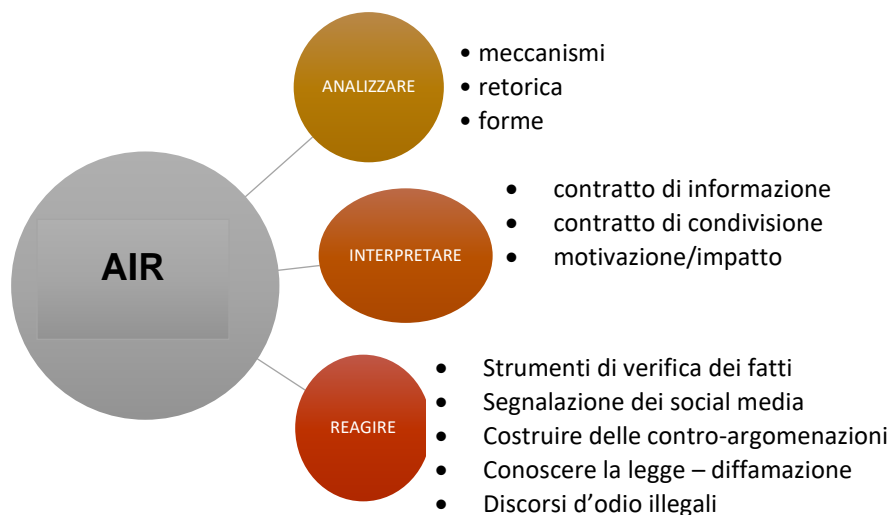 AIR
ANALIZZARE
• meccanismi
• retorica
• forme
INTERPRETARE
• contratto di informazione
• contratto di condivisione
• motivazione/impatto
REAGIRE
• Strumenti di verifica dei fatti
• Segnalazione dei social media
• Costruire delle contro-argomenazioni
• Conoscere la legge – diffamazione
• Discorsi d'odio illegali